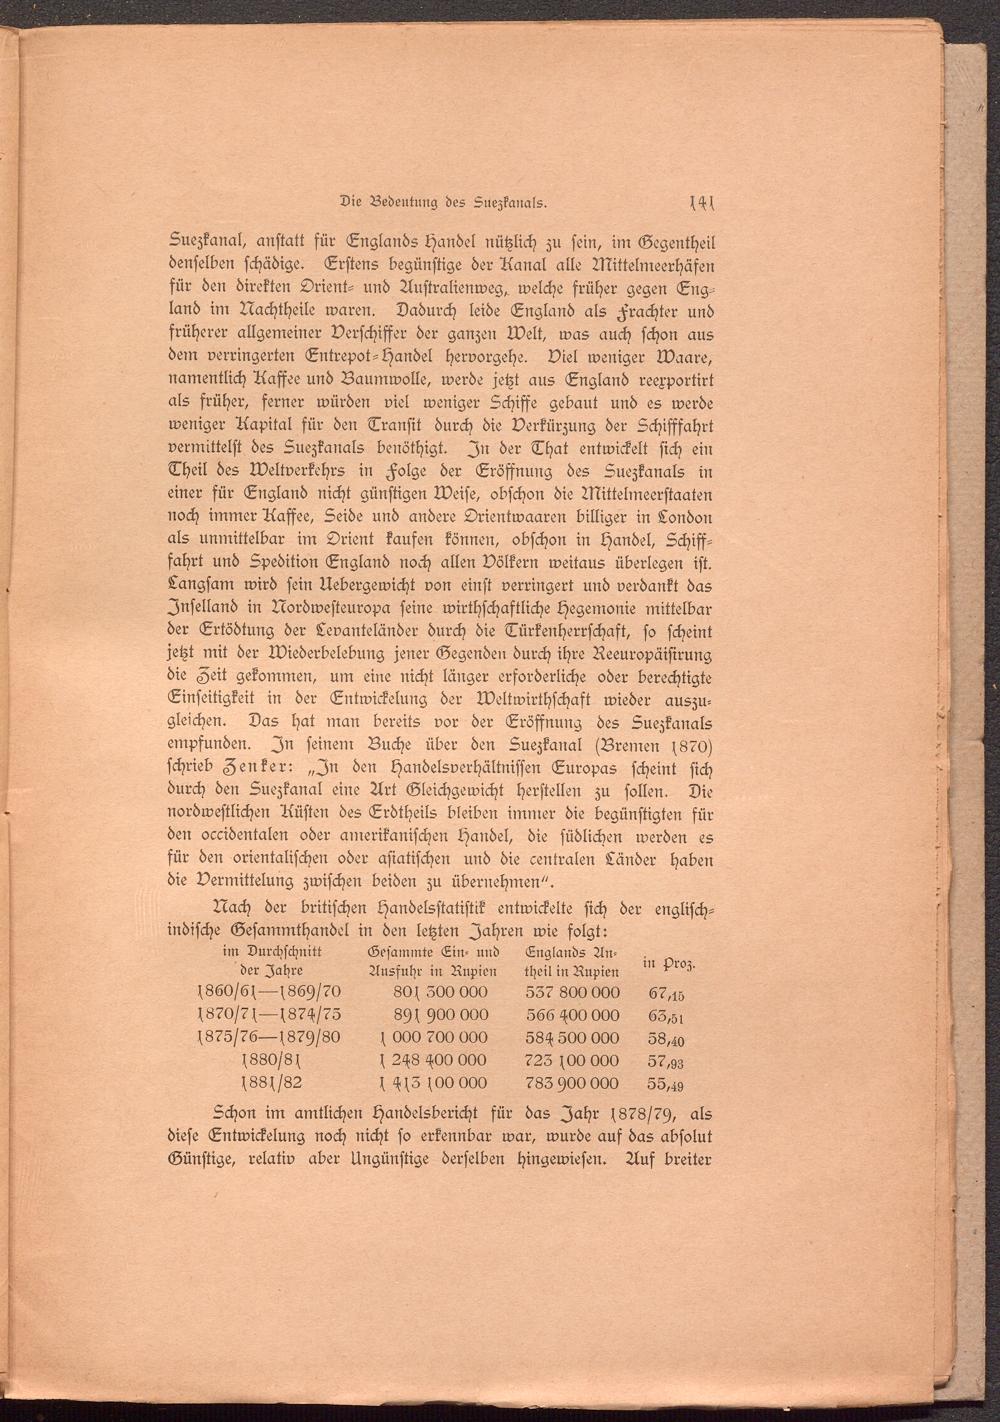 Die Bedeutung des Suezkanals. 141
Suezkanal, anstatt für Englands Handel nützlich zu sein, im Gegentheil
denselben schädige. Erstens begünstige der Kanal alle Mittelmeerhäfen
für den direkten Orient- und Australienweg, welche früher gegen Eng-
land im Nachtheile waren. Dadurch leide England als Frachter und
früherer allgemeiner Verschiffer der ganzen Welt, was auch schon aus
dem verringerten Entrepot-Handel hervorgehe. Viel weniger Waare,
namentlich Kaffee und Baumwolle, werde jetzt aus England reexportirt
als früher, ferner würden viel weniger Schiffe gebaut und es werde
weniger Kapital für den Transit durch die Verkürzung der Schifffahrt
vermittelst des Suezkanals benöthigt. In der That entwickelt sich ein
Theil des Weltverkehrs in Folge der Eröffnung des Suezkanals in
einer für England nicht günstigen Weise, obschon die Mittelmeerstaaten
noch immer Kaffee, Seide und andere Orientwaaren billiger in London
als unmittelbar im Orient kaufen können, obschon in Handel, Schiff-
fahrt und Spedition England noch allen Völkern weitaus überlegen ist.
Langsam wird sein Uebergewicht von einst verringert und verdankt das
Inselland in Nordwesteuropa seine wirthschaftliche Hegemonie mittelbar
der Ertödtung der Levanteländer durch die Türkenherrschaft, so scheint
jetzt mit der Wiederbelebung jener Gegenden durch ihre Reeuropäisirung
die Zeit gekommen, um eine nicht länger erforderliche oder berechtigte
Einseitigkeit in der Entwickelung der Weltwirthschaft wieder auszu-
gleichen. Das hat man bereits vor der Eröffnung des Suezkanals
empfunden. In seinem Buche über den Suezkanal (Bremen 1870)
schrieb Zenker: „In den Handelsverhältnissen Europas scheint sich
durch den Suezkanal eine Art Gleichgewicht herstellen zu sollen. Die
nordwestlichen Küsten des Erdtheils bleiben immer die begünstigten für
den occidentalen oder amerikanischen Handel, die südlichen werden es
für den orientalischen oder asiatischen und die centralen Länder haben
die Vermittelung zwischen beiden zu übernehmen“.
Nach der britischen Handelsstatistik entwickelte sich der englisch-
indische Gesammthandel in den letzten Jahren wie folgt:
im Durchschnitt Gesammte Ein- und Englands An-
der Jahre Ausfuhr in Rupien theil in Rupien in Proz.
1860/61—1869/70 801 300 000 537 800 000 67,15
1870/71—1874/75 891 900 000 566 400 000 63,51
1875/76—1879/80 1 000 700 000 584 500 000 58,40
1880/81 1 248 400 000 723 100 000 57,93
1881/82 1 413 100 000 783 900 000 55,49
Schon im amtlichen Handelsbericht für das Jahr 1878/79, als
diese Entwickelung noch nicht so erkennbar war, wurde auf das absolut
Günstige, relativ aber Ungünstige derselben hingewiesen. Auf breiter